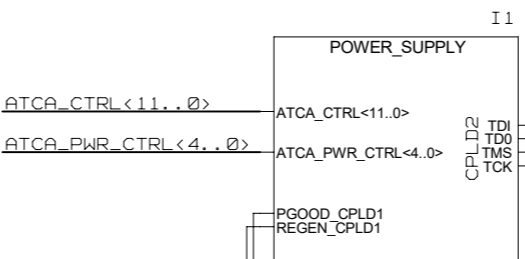 I1
POWER_SUPPLY
ATCA_CTRL<11..0>
ATCA_CTRL<11..0>
ATCA_PWR_CTRL<4..0>
ATCA_PWR_CTRL<4..0>
CPLD2
TDI
TD0
TMS
TCK
PGOOD_CPLD1
REGEN_CPLD1